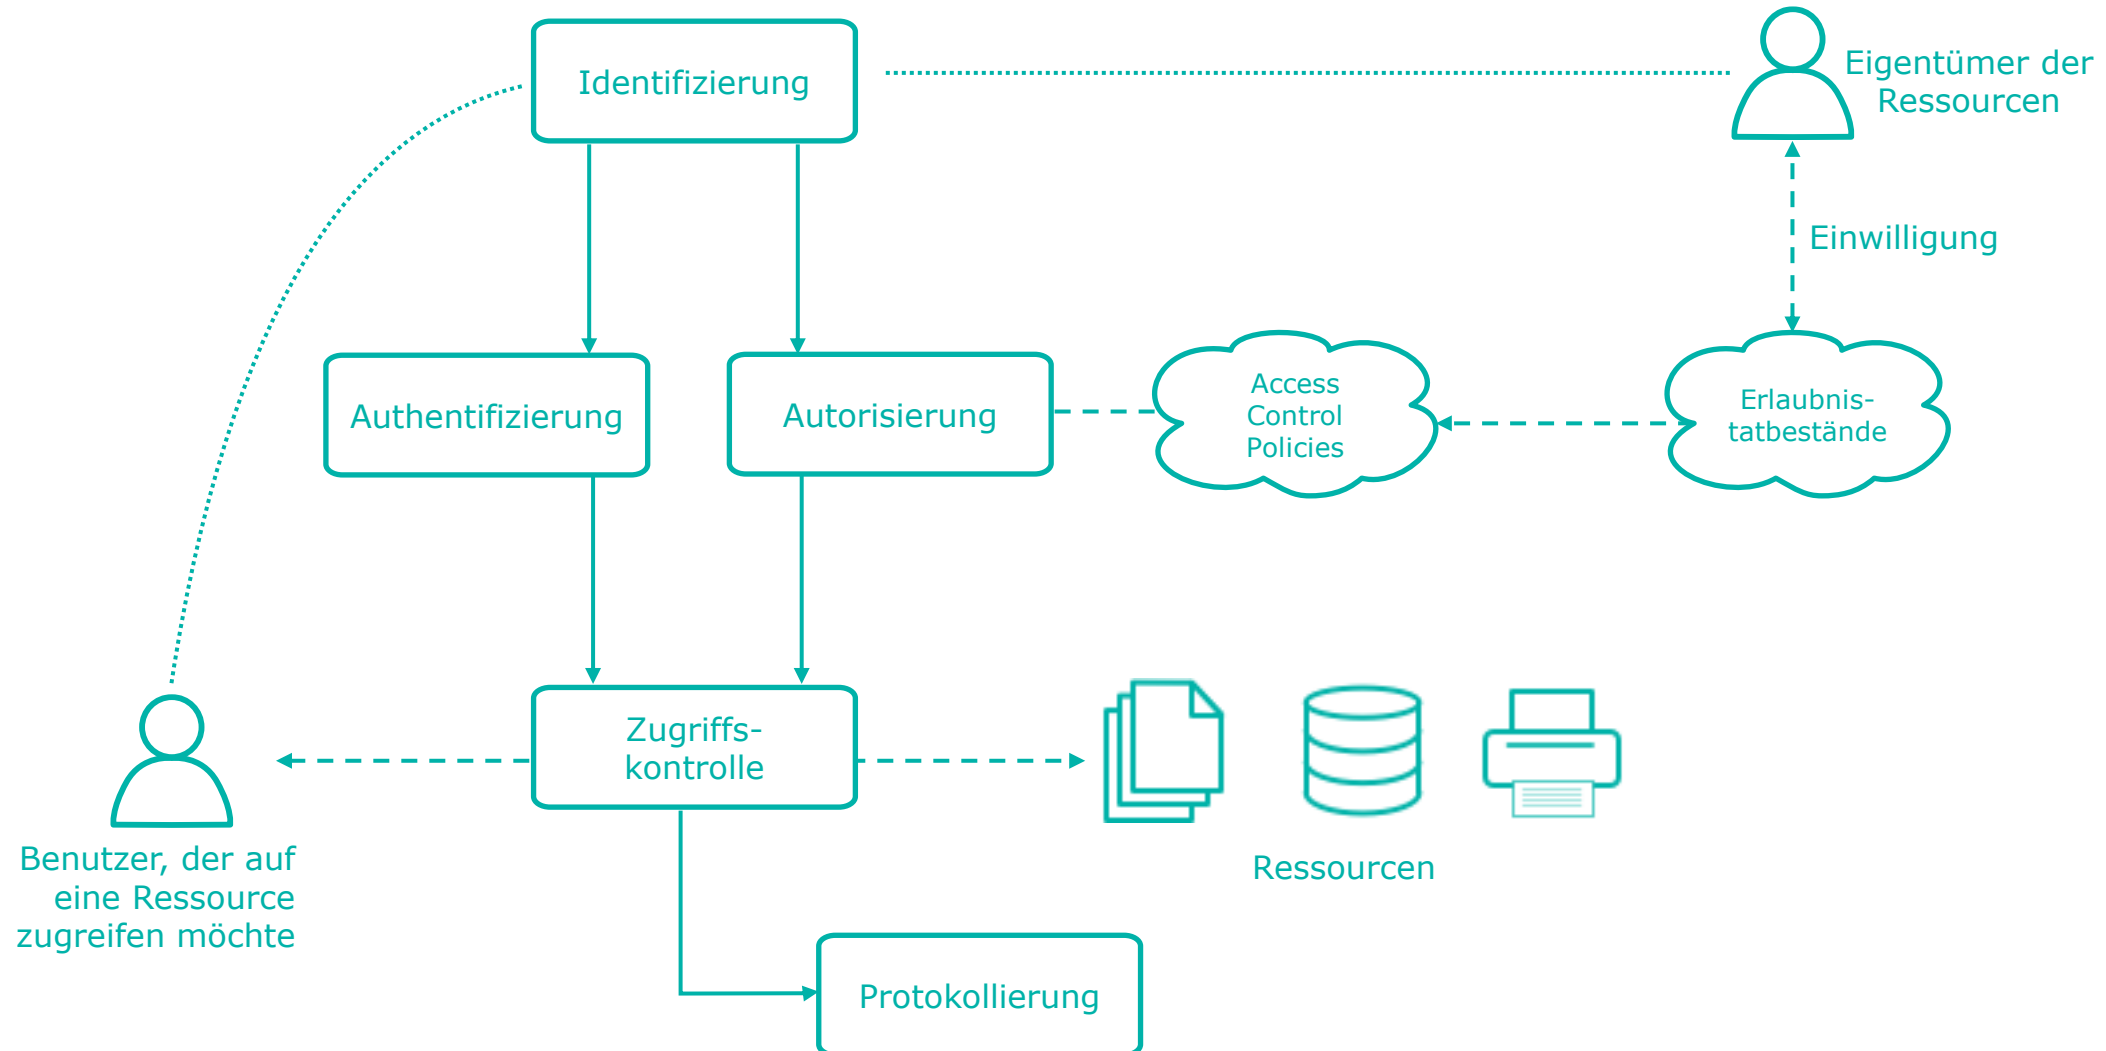 Identifizierung
Eigentümer der
Ressourcen
Einwilligung
Authentifizierung
Autorisierung
Access
Control
Policies
Erlaubnis-
tatbestände
Zugriffs-
kontrolle
Benutzer, der auf
eine Ressource
zugreifen möchte
Ressourcen
Protokollierung